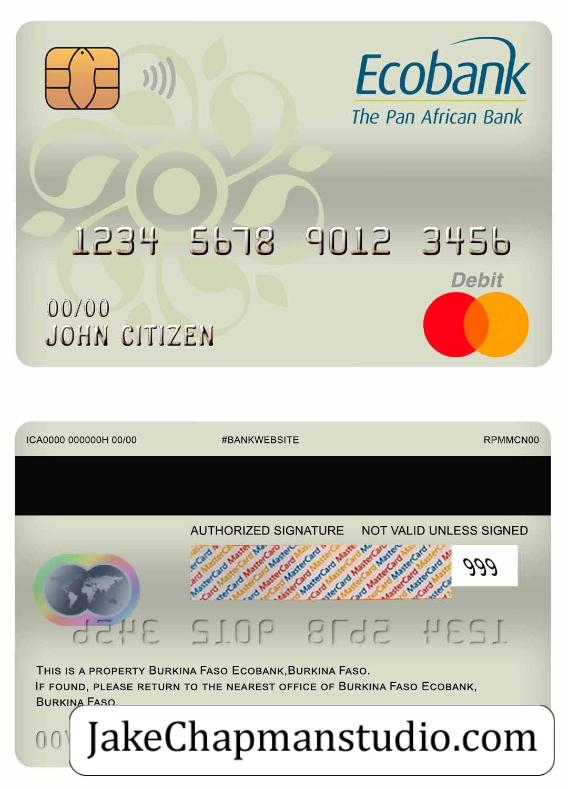 Ecobank
The Pan African Bank
1234 5678 9012 3456
Debit
00/00
JOHN CITIZEN
ICA0000 000000H 00/00 #BANKWEBSITE RPMMCN00
AUTHORIZED SIGNATURE NOT VALID UNLESS SIGNED
MasterCard MasterCard MasterCard
999
THIS IS A PROPERTY BURKINA FASO ECOBANK,BURKINA FASO.
IF FOUND, PLEASE RETURN TO THE NEAREST OFFICE OF BURKINA FASO ECOBANK,
BURKINA FASO.
JakeChapmanstudio.com